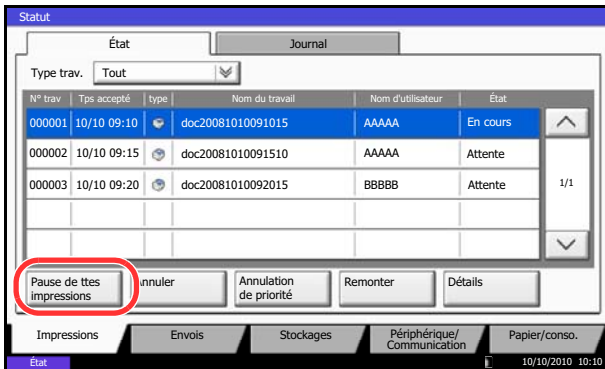 Statut
État Journal
Type trav. Tout
N° trav Tps accepté type Nom du travail Nom d'utilisateur État
000001 10/10 09:10 doc20081010091015 AAAAA En cours
000002 10/10 09:15 doc20081010091510 AAAAA Attente
000003 10/10 09:20 doc20081010092015 BBBBB Attente
1/1
Pause de ttes
impressions
nnuler
Annulation
de priorité
Remonter
Détails
Impressions Envois Stockages Périphérique/
Communication
Papier/conso.
État 10/10/2010 10:10